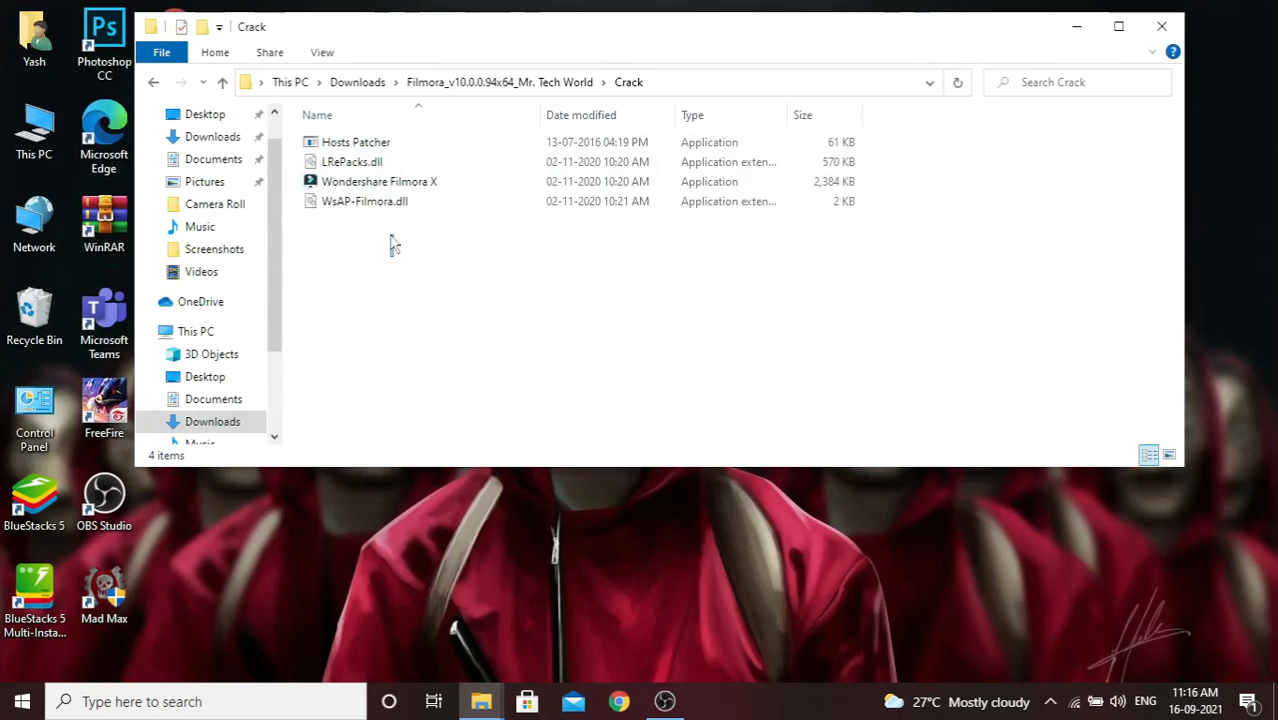 Crack
File Home Share View
This PC Downloads Filmora_v10.0.0.94x64_Mr. Tech World Crack
Search Crack
Name Date modified Type Size
Hosts Patcher 13-07-2016 04:19 PM Application 61 KB
LRePacks.dll 02-11-2020 10:20 AM Application exten... 570 KB
Wondershare Filmora X 02-11-2020 10:20 AM Application 2,384 KB
WsAP-Filmora.dll 02-11-2020 10:21 AM Application exten... 2 KB
Desktop
Downloads
Documents
Pictures
Camera Roll
Music
Screenshots
Videos
OneDrive
This PC
3D Objects
Desktop
Documents
Downloads
Music
4 items
Yash
Ps
Photoshop
CC
This PC
Microsoft
Edge
Network
WinRAR
Recycle Bin
Microsoft
Teams
Control
Panel
FreeFire
BlueStacks 5
OBS Studio
BlueStacks 5
Multi-Insta...
Mad Max
Type here to search
27°C Mostly cloudy
ENG
11:16 AM
16-09-2021
1